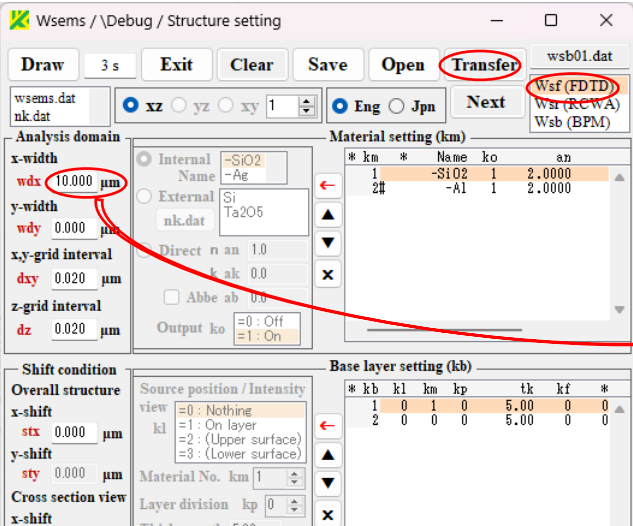 Wsems / \Debug / Structure setting
Draw 3 s Exit Clear Save Open Transfer wsb01.dat
Wsf (FDTD)
Wsr (RCWA)
Wsb (BPM)
wsems.dat
nk.dat
xz yz xy 1 Eng Jpn Next
Analysis domain
x-width
wdx 10.000 µm
y-width
wdy 0.000 µm
x,y-grid interval
dxy 0.020 µm
z-grid interval
dz 0.020 µm
Internal Name -SiO2
-Ag
External Si
Ta2O5
nk.dat
Direct n an 1.0
k ak 0.0
Abbe ab 0.0
Output ko =0 : Off
=1 : On
Material setting (km)
* km * Name ko an
1 -SiO2 1 2.0000
2# -Al 1 2.0000
Shift condition
Overall structure
x-shift
stx 0.000 µm
y-shift
sty 0.000 µm
Cross section view
x-shift
Source position / Intensity
view kl =0 : Nothing
=1 : On layer
=2 : (Upper surface)
=3 : (Lower surface)
Material No. km 1
Layer division kp 0
Base layer setting (kb)
* kb kl km kp tk kf *
1 0 1 0 5.00 0 0
2 0 0 0 5.00 0 0